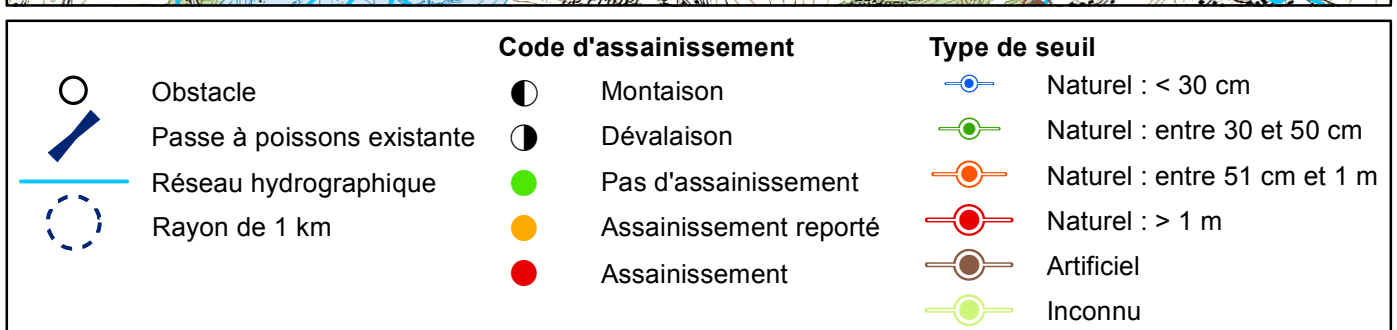 Obstacle
Passe à poissons existante
Réseau hydrographique
Rayon de 1 km
Code d'assainissement
Montaison
Dévalaison
Pas d'assainissement
Assainissement reporté
Assainissement
Type de seuil
Naturel : < 30 cm
Naturel : entre 30 et 50 cm
Naturel : entre 51 cm et 1 m
Naturel : > 1 m
Artificiel
Inconnu